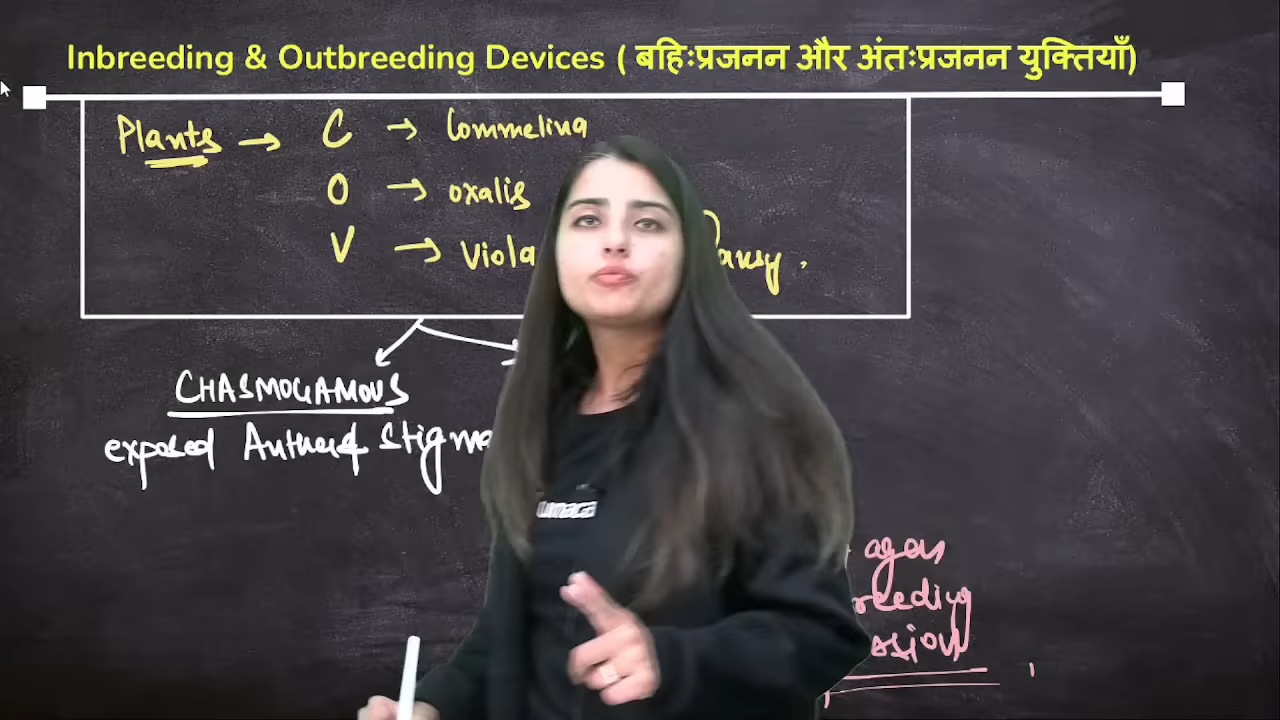 Inbreeding & Outbreeding Devices ( बहिःप्रजनन और अंतःप्रजनन युक्तियाँ)
Plants → C → Commelina
O → oxalis
V → Viola
CHASMOGAMOUS
exposed Anther & Stigma